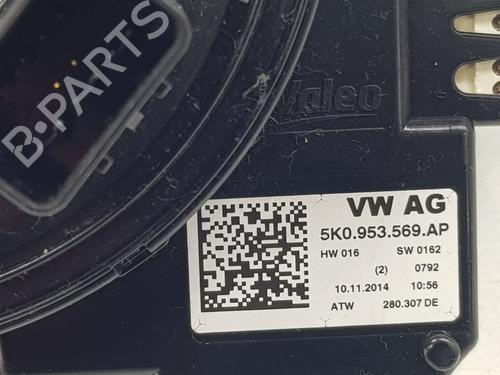 B-PARTS
Valeo
VW AG
5K0.953.569.AP
HW 016 SW 0162
(2) 0792
10.11.2014 10:56
ATW 280.307 DE